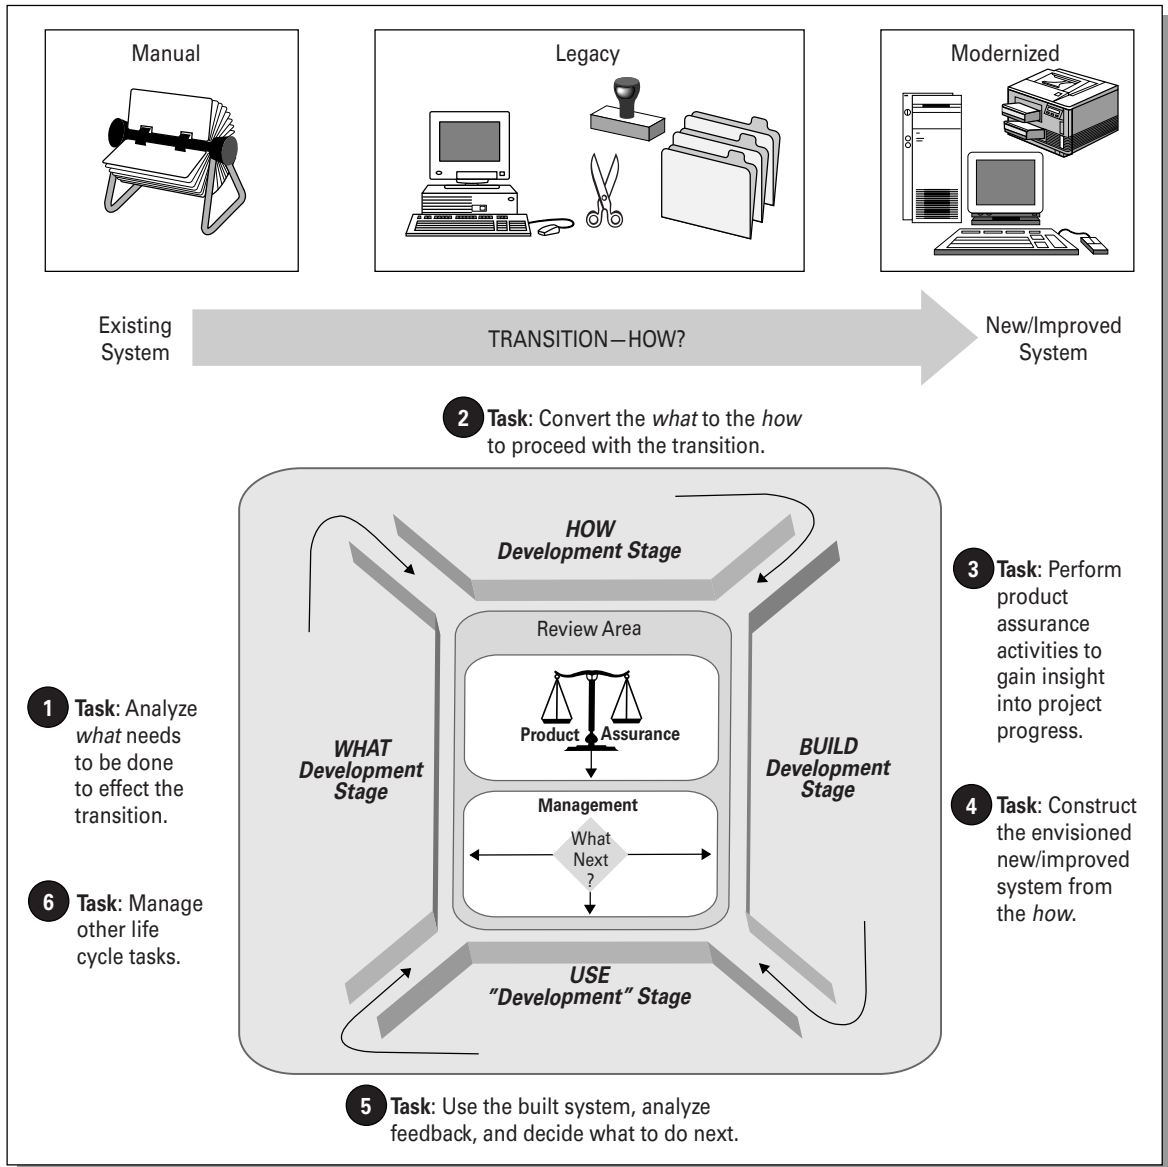 Manual
Legacy
Modernized
Existing
System
TRANSITION—HOW?
New/Improved
System
2 Task: Convert the what to the how
to proceed with the transition.
HOW
Development Stage
3 Task: Perform
product
assurance
activities to
gain insight
into project
progress.
Review Area
Product Assurance
1 Task: Analyze
what needs
to be done
to effect the
transition.
WHAT
Development
Stage
BUILD
Development
Stage
Management
What
Next
?
4 Task: Construct
the envisioned
new/improved
system from
the how.
6 Task: Manage
other life
cycle tasks.
USE
"Development" Stage
5 Task: Use the built system, analyze
feedback, and decide what to do next.